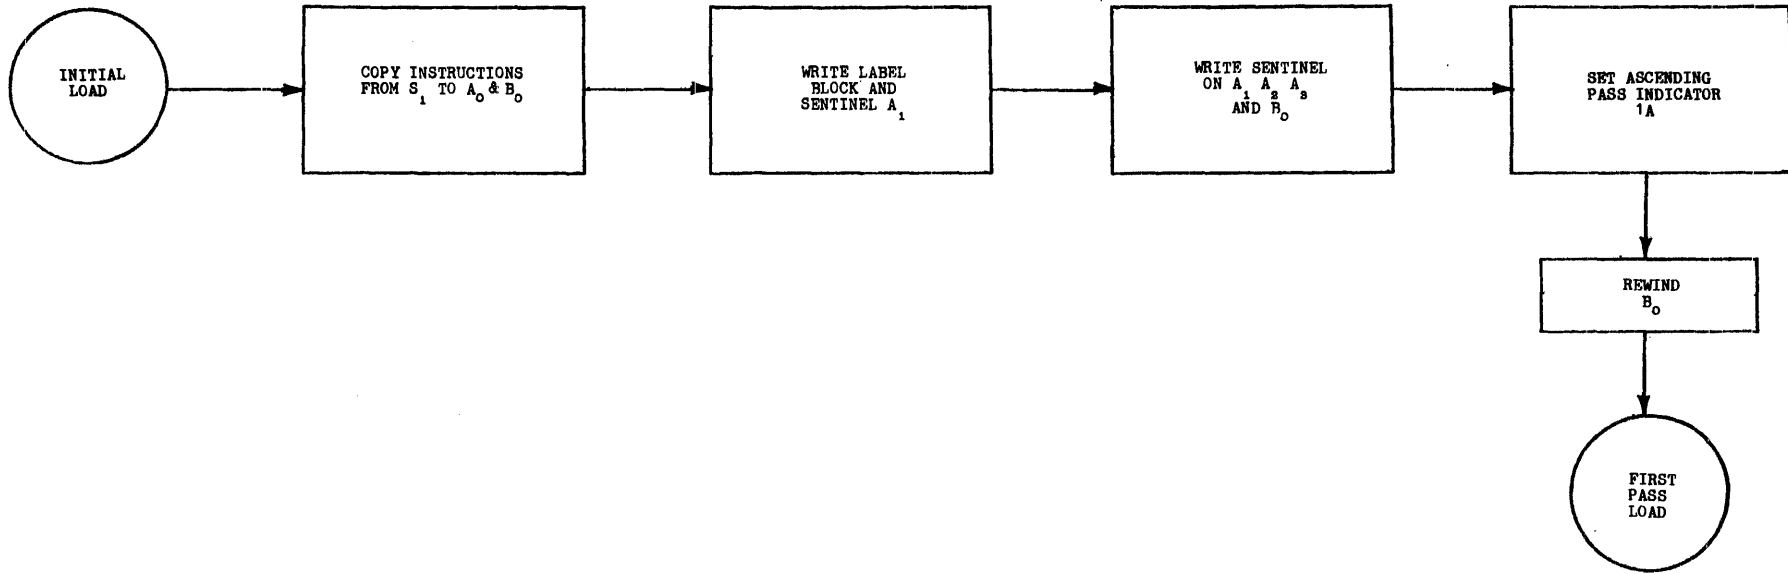 INITIAL
LOAD
COPY INSTRUCTIONS
FROM S₁ TO A₀ & B₀
WRITE LABEL
BLOCK AND
SENTINEL A₁
WRITE SENTINEL
ON A₁ A₂ A₃
AND B₀
SET ASCENDING
PASS INDICATOR
¹A
REWIND
B₀
FIRST
PASS
LOAD